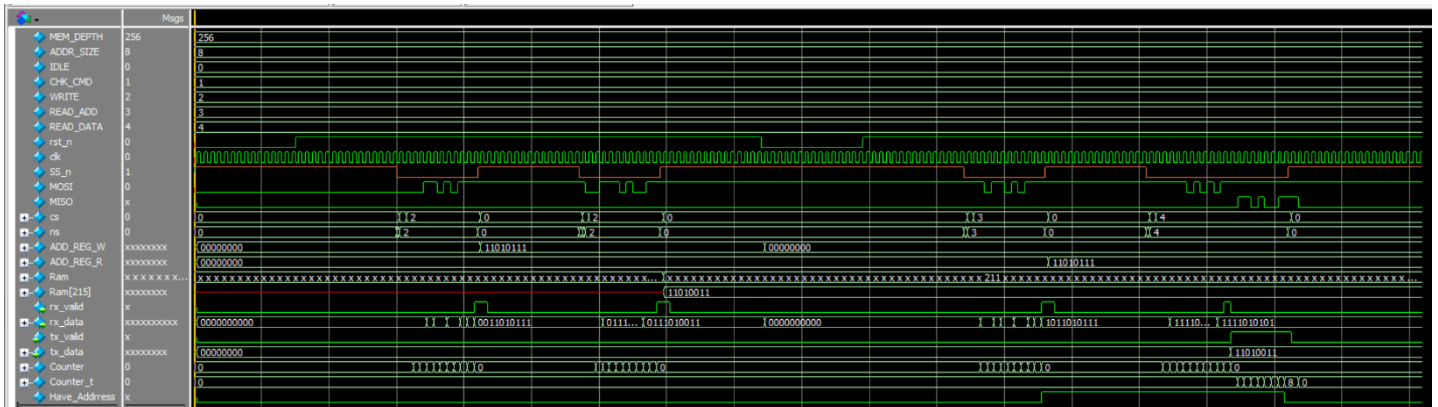 Msgs
MEM_DEPTH 256 256
ADDR_SIZE 8 8
IDLE 0 0
CHK_CMD 1 1
WRITE 2 2
READ_ADD 3 3
READ_DATA 4 4
rst_n 0
clk 0
SS_n 1
MOSI 0
MISO x
cs 0 0 2 0 2 0 3 0 4 0
ns 0 0 2 0 2 0 3 0 4 0
ADD_REG_W xxxxxxxx 00000000 11010111 00000000
ADD_REG_R xxxxxxxx 00000000 11010111
Ram x x x x x x x... 211
Ram[215] xxxxxxxx 11010011
rx_valid x
rx_data xxxxxxxxxx 0000000000 0011010111 0111... 0111010011 0000000000 1011010111 11110... 1111010101
tx_valid x
tx_data xxxxxxxx 00000000 11010011
Counter 0 0 0 0 0 0
Counter_t 0 0 8 0
Have_Addrress x